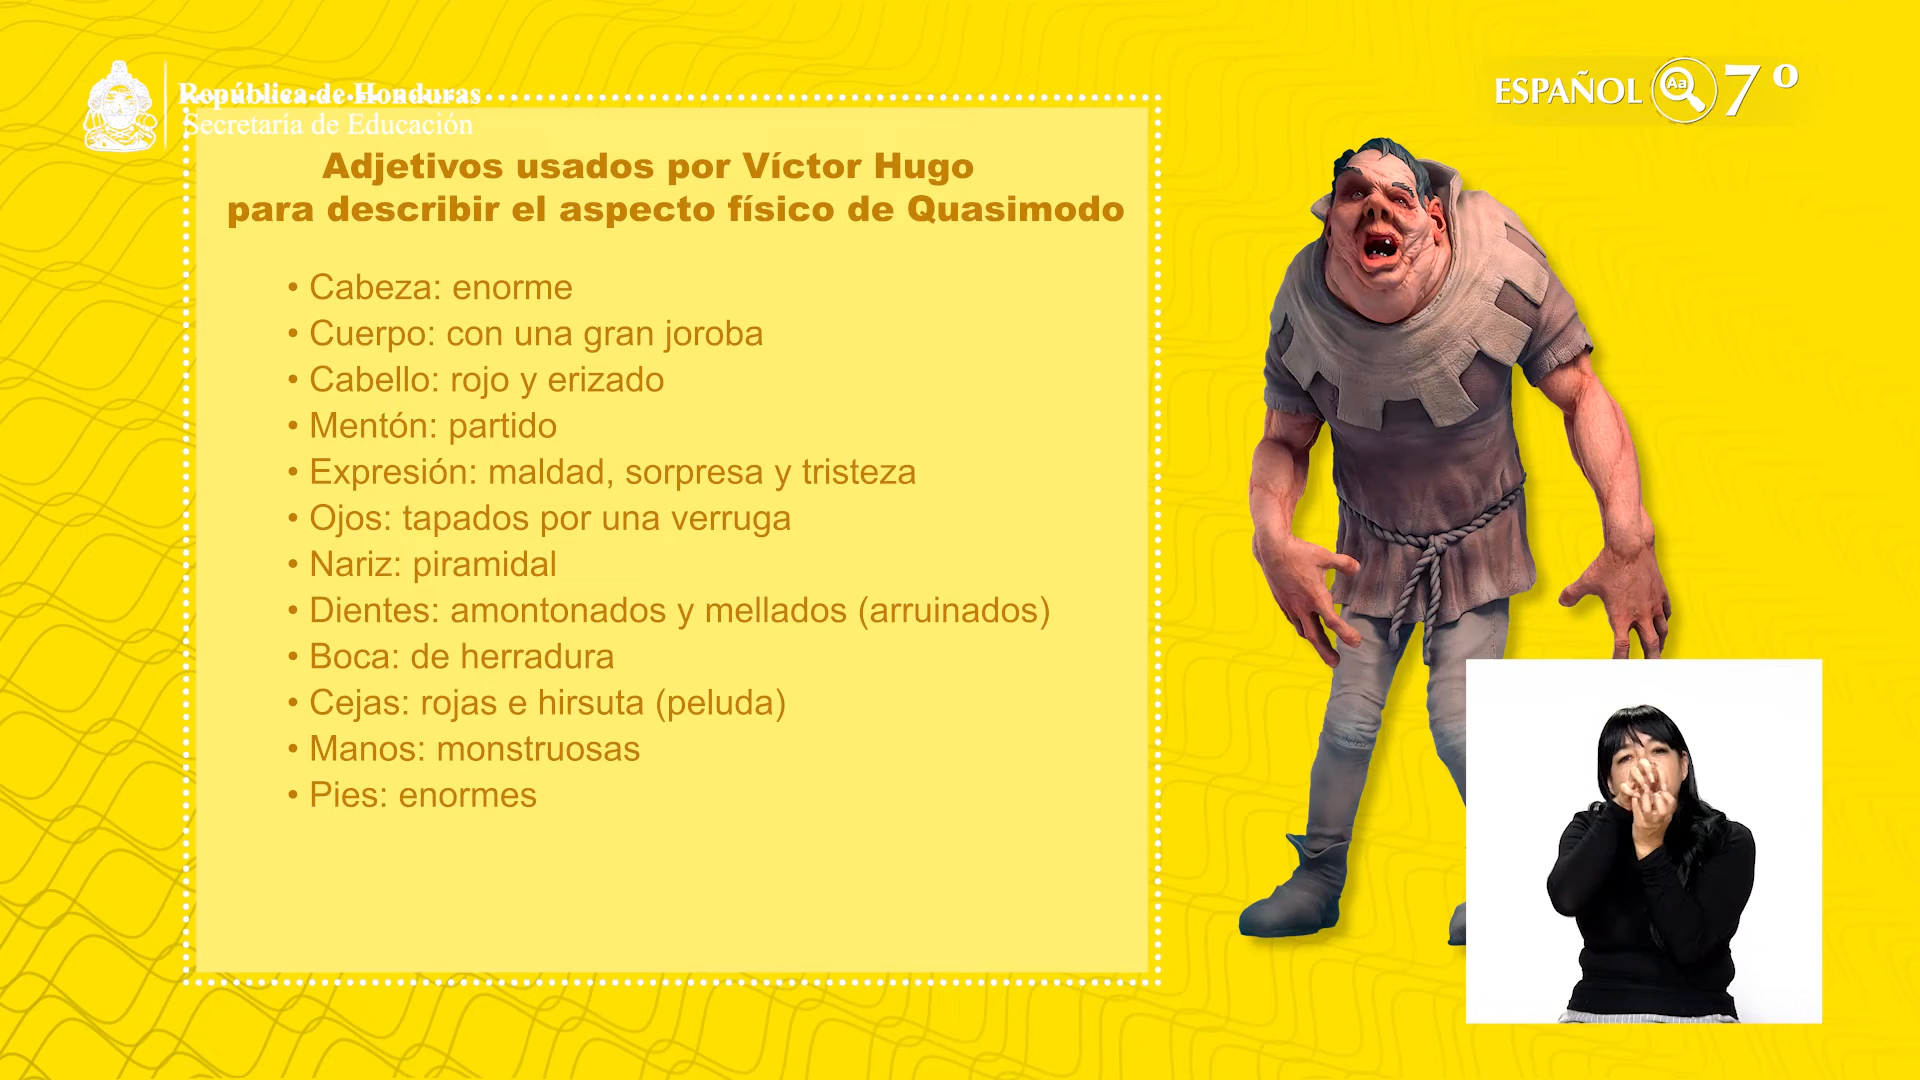 República de Honduras
Secretaría de Educación
ESPAÑOL Aa 7º
Adjetivos usados por Víctor Hugo
para describir el aspecto físico de Quasimodo
• Cabeza: enorme
• Cuerpo: con una gran joroba
• Cabello: rojo y erizado
• Mentón: partido
• Expresión: maldad, sorpresa y tristeza
• Ojos: tapados por una verruga
• Nariz: piramidal
• Dientes: amontonados y mellados (arruinados)
• Boca: de herradura
• Cejas: rojas e hirsuta (peluda)
• Manos: monstruosas
• Pies: enormes